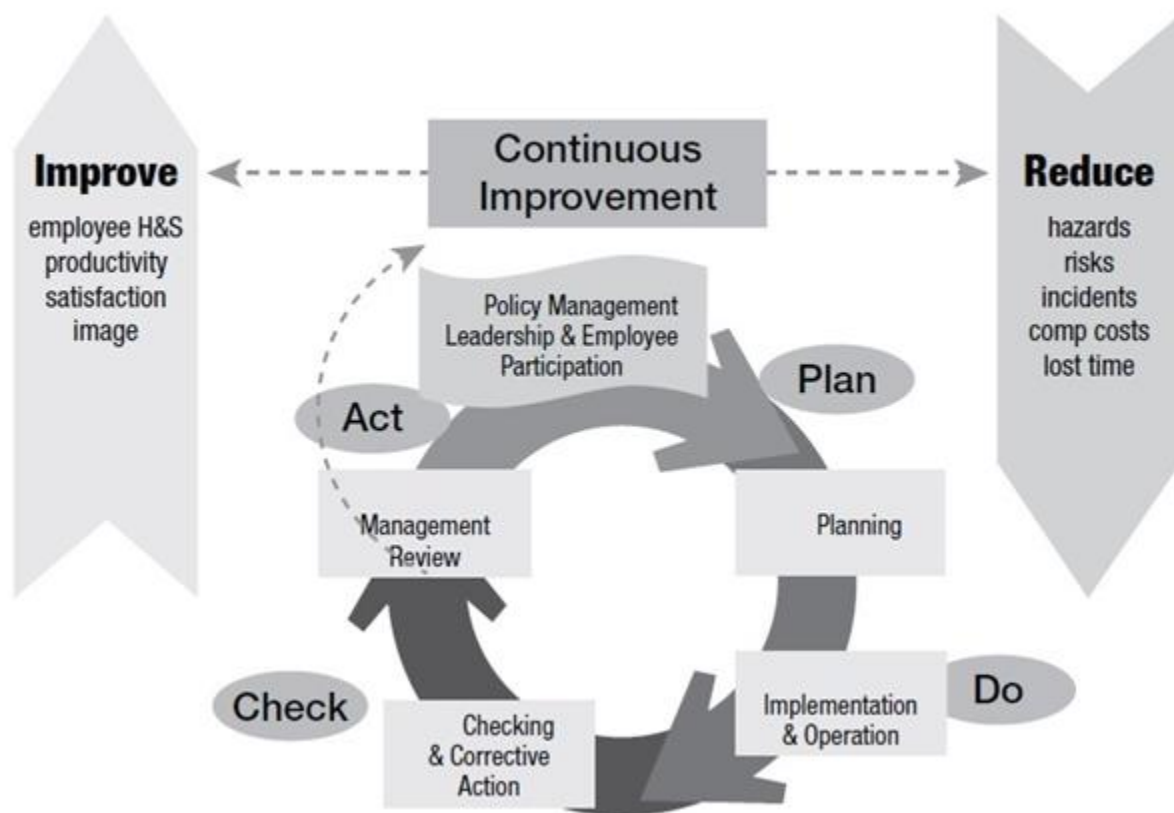 Improve
employee H&S
productivity
satisfaction
image
Continuous
Improvement
Reduce
hazards
risks
incidents
comp costs
lost time
Policy Management
Leadership & Employee
Participation
Act
Plan
Management
Review
Planning
Check
Checking
& Corrective
Action
Implementation
& Operation
Do